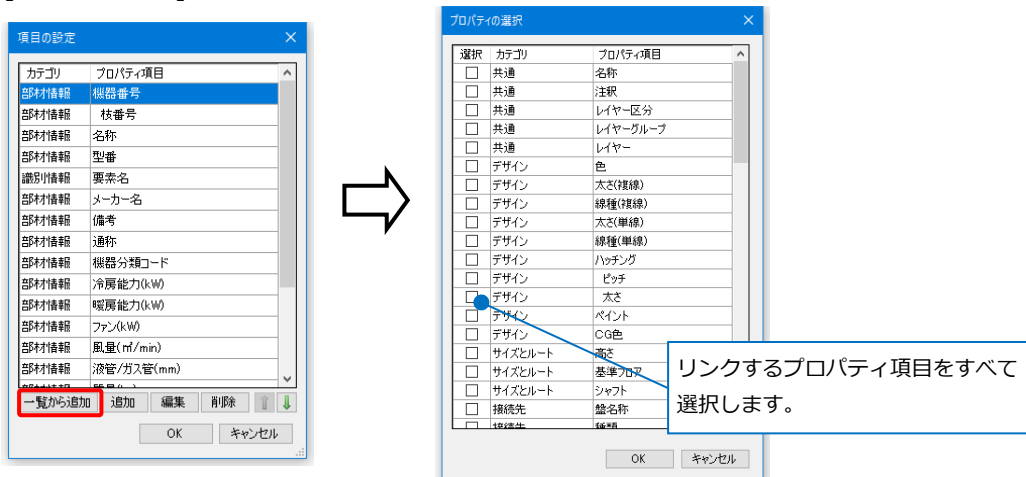 項目の設定
カテゴリ プロパティ項目
部材情報 機器番号
部材情報 枝番号
部材情報 名称
部材情報 型番
識別情報 要素名
部材情報 メーカー名
部材情報 備考
部材情報 通称
部材情報 機器分類コード
部材情報 冷房能力(kW)
部材情報 暖房能力(kW)
部材情報 ファン(kW)
部材情報 風量(㎥/min)
部材情報 液管/ガス管(mm)
一覧から追加 追加 編集 削除
OK キャンセル
プロパティの選択
選択 カテゴリ プロパティ項目
共通 名称
共通 注釈
共通 レイヤー区分
共通 レイヤーグループ
共通 レイヤー
デザイン 色
デザイン 太さ(複線)
デザイン 線種(複線)
デザイン 太さ(単線)
デザイン 線種(単線)
デザイン ハッチング
デザイン ピッチ
デザイン 太さ
デザイン ペイント
デザイン CG色
サイズとルート 高さ
サイズとルート 基準フロア
サイズとルート シャフト
接続先 盤名称
接続先 種類
OK キャンセル
リンクするプロパティ項目をすべて
選択します。